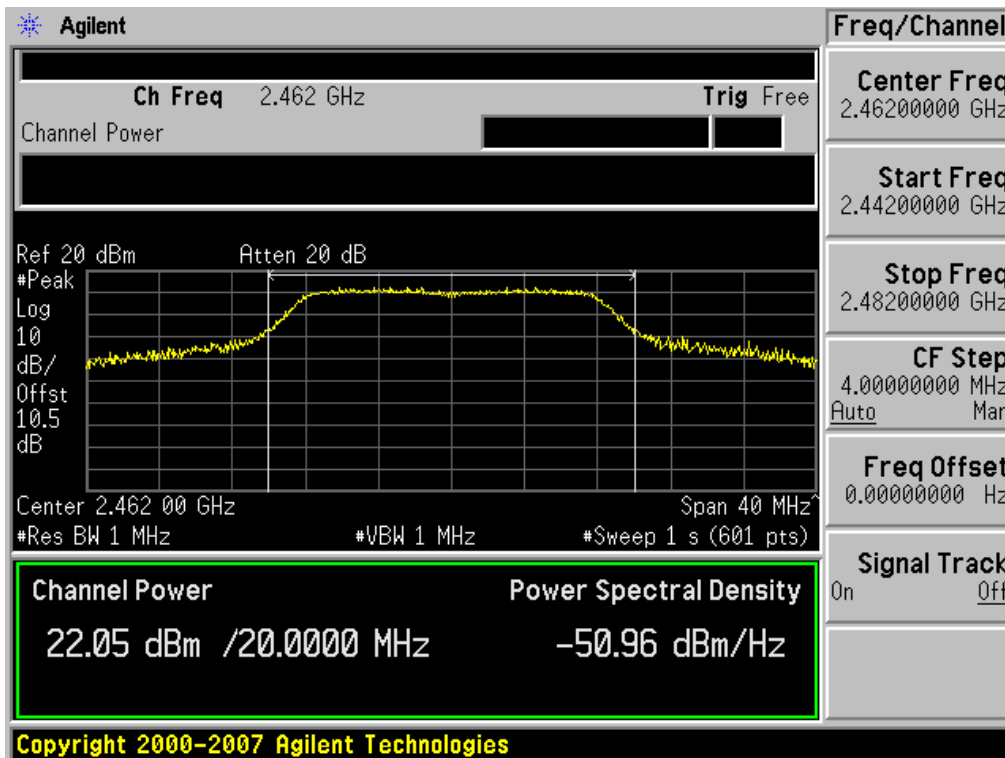 Agilent
Freq/Channel
Ch Freq 2.462 GHz Trig Free
Channel Power
Center Freq
2.46200000 GHz
Start Freq
2.44200000 GHz
Stop Freq
2.48200000 GHz
CF Step
4.00000000 MHz
Auto Man
Freq Offset
0.00000000 Hz
Signal Track
On Off
Ref 20 dBm Atten 20 dB
#Peak
Log
10
dB/
Offst
10.5
dB
Center 2.462 00 GHz Span 40 MHz^
#Res BW 1 MHz #VBW 1 MHz #Sweep 1 s (601 pts)
Channel Power Power Spectral Density
22.05 dBm /20.0000 MHz -50.96 dBm/Hz
Copyright 2000-2007 Agilent Technologies